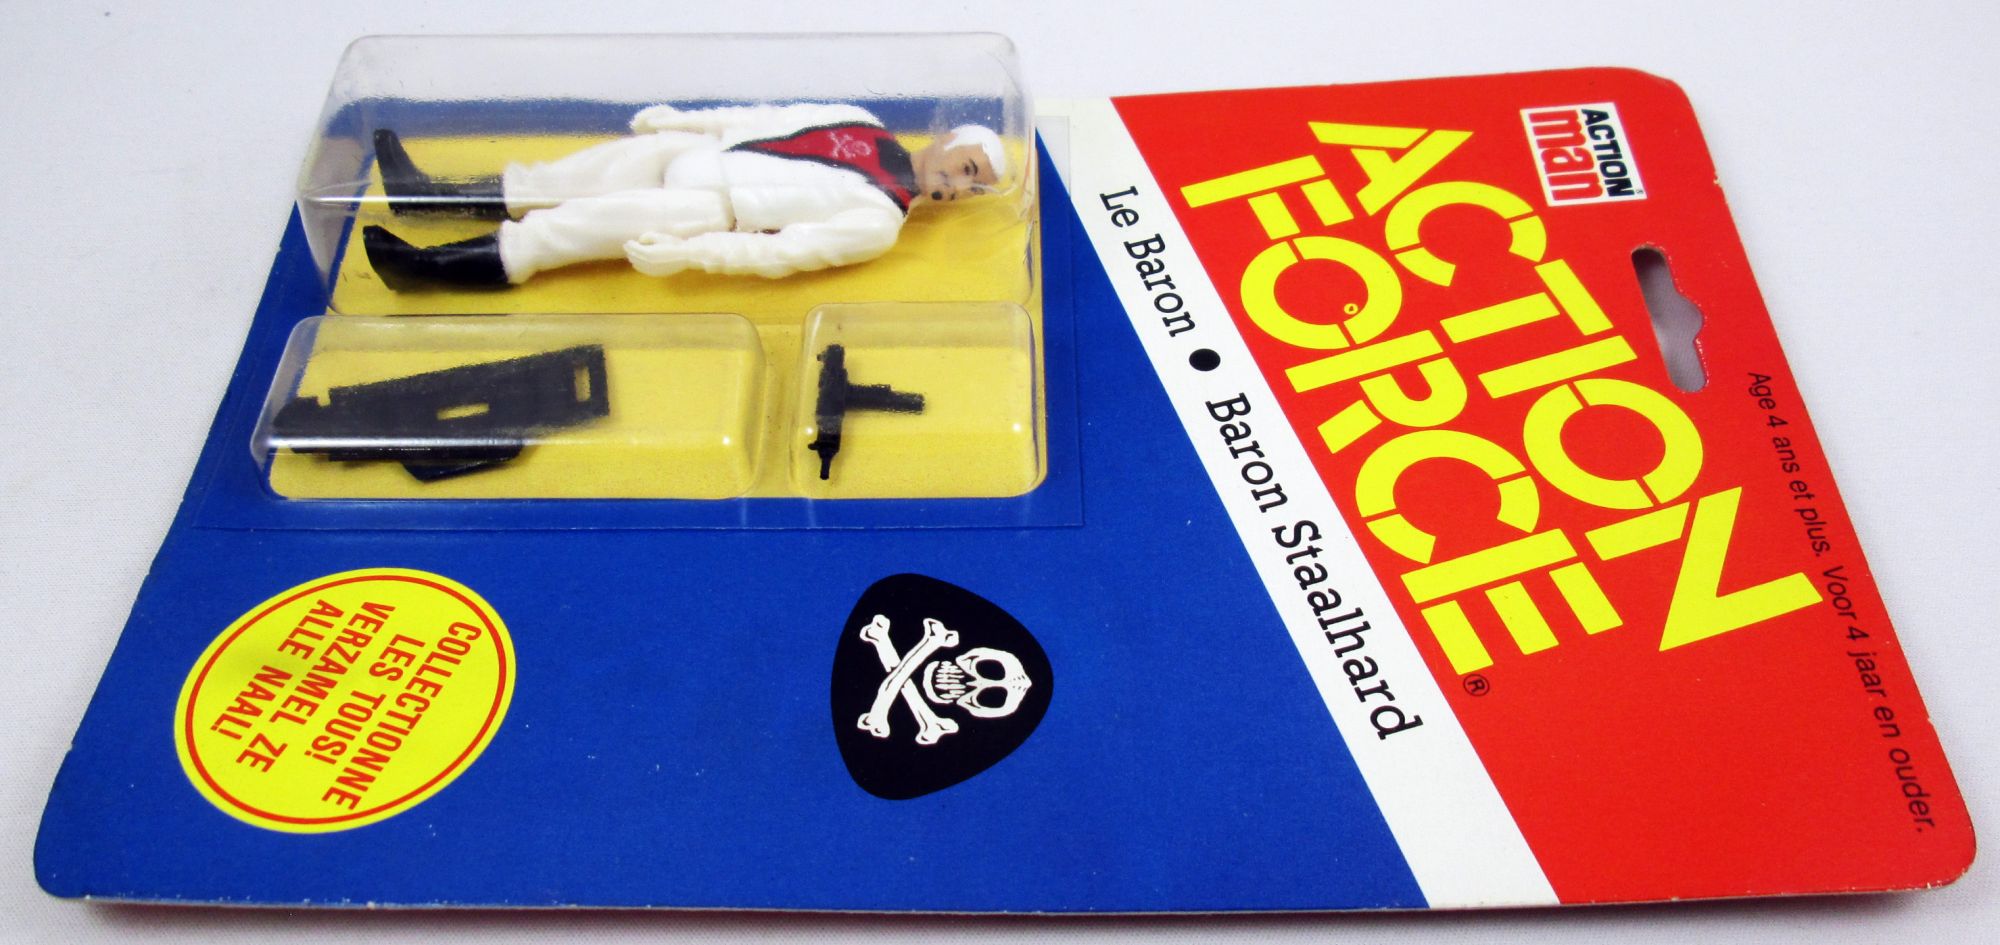 Age 4 ans et plus. Voor 4 jaar en ouder.
ACTION
man
ACTION
FORCE®
Le Baron • Baron Staalhard
COLLECTIONNE
LES TOUS!
VERZAMEL ZE
ALLE NAAL!